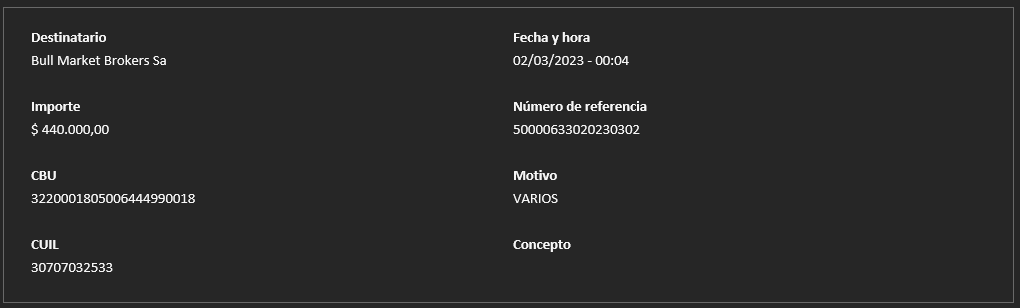 Destinatario
Bull Market Brokers Sa
Fecha y hora
02/03/2023 - 00:04
Importe
$ 440.000,00
Número de referencia
50000633020230302
CBU
3220001805006444990018
Motivo
VARIOS
CUIL
30707032533
Concepto